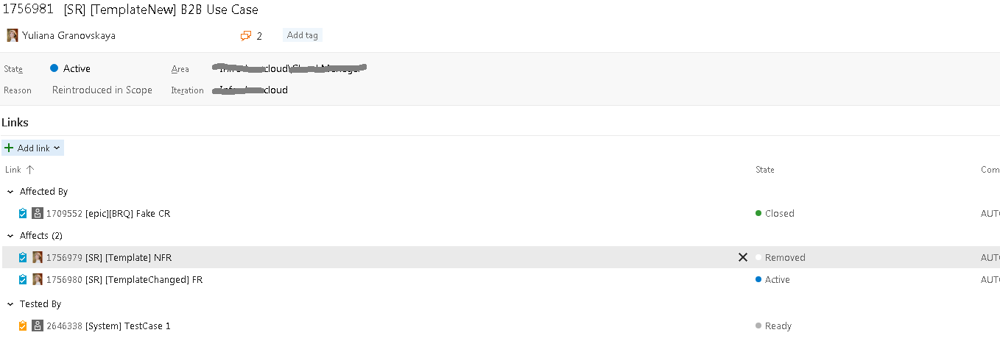 1756981 [SR] [TemplateNew] B2B Use Case
Yuliana Granovskaya 2 Add tag
State Active Area cloud\
Reason Reintroduced in Scope Iteration cloud
Links
Add link
Link State Com
Affected By
1709552 [epic][BRQ] Fake CR Closed AUT
Affects (2)
1756979 [SR] [Template] NFR Removed AUT
1756980 [SR] [TemplateChanged] FR Active AUT
Tested By
2646338 [System] TestCase 1 Ready